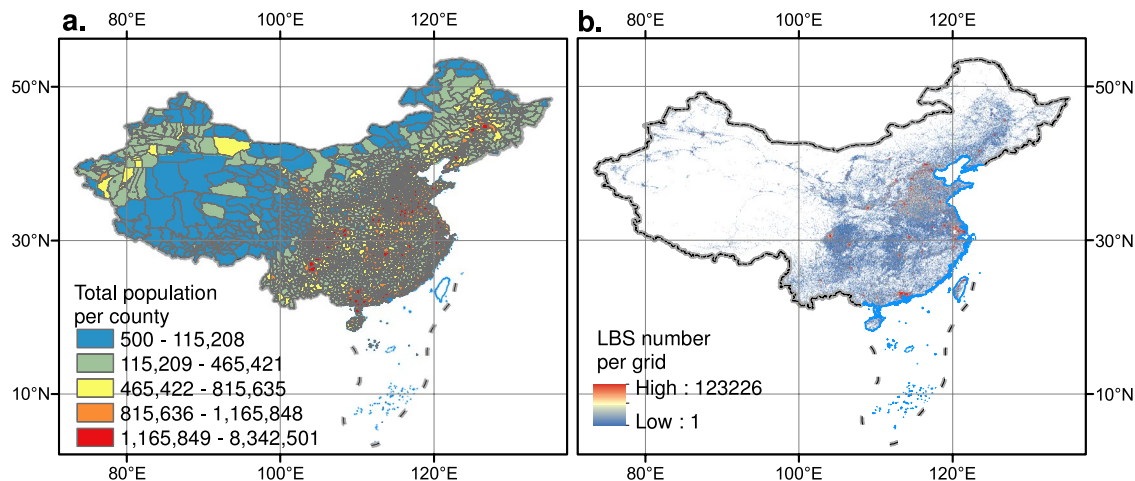 a.
80°E 100°E 120°E
50°N
30°N
10°N
Total population
per county
500 - 115,208
115,209 - 465,421
465,422 - 815,635
815,636 - 1,165,848
1,165,849 - 8,342,501
80°E 100°E 120°E
b.
80°E 100°E 120°E
50°N
30°N
10°N
LBS number
per grid
High : 123226
Low : 1
80°E 100°E 120°E